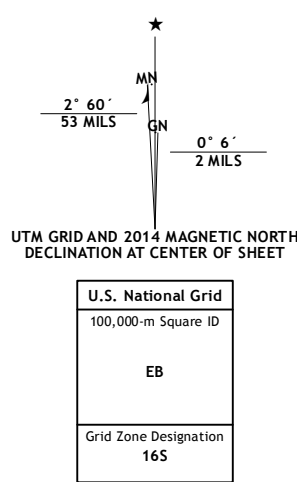 ★
MN
2° 60´
53 MILS
GN
0° 6´
2 MILS
UTM GRID AND 2014 MAGNETIC NORTH
DECLINATION AT CENTER OF SHEET
U.S. National Grid
100,000-m Square ID
EB
Grid Zone Designation
16S